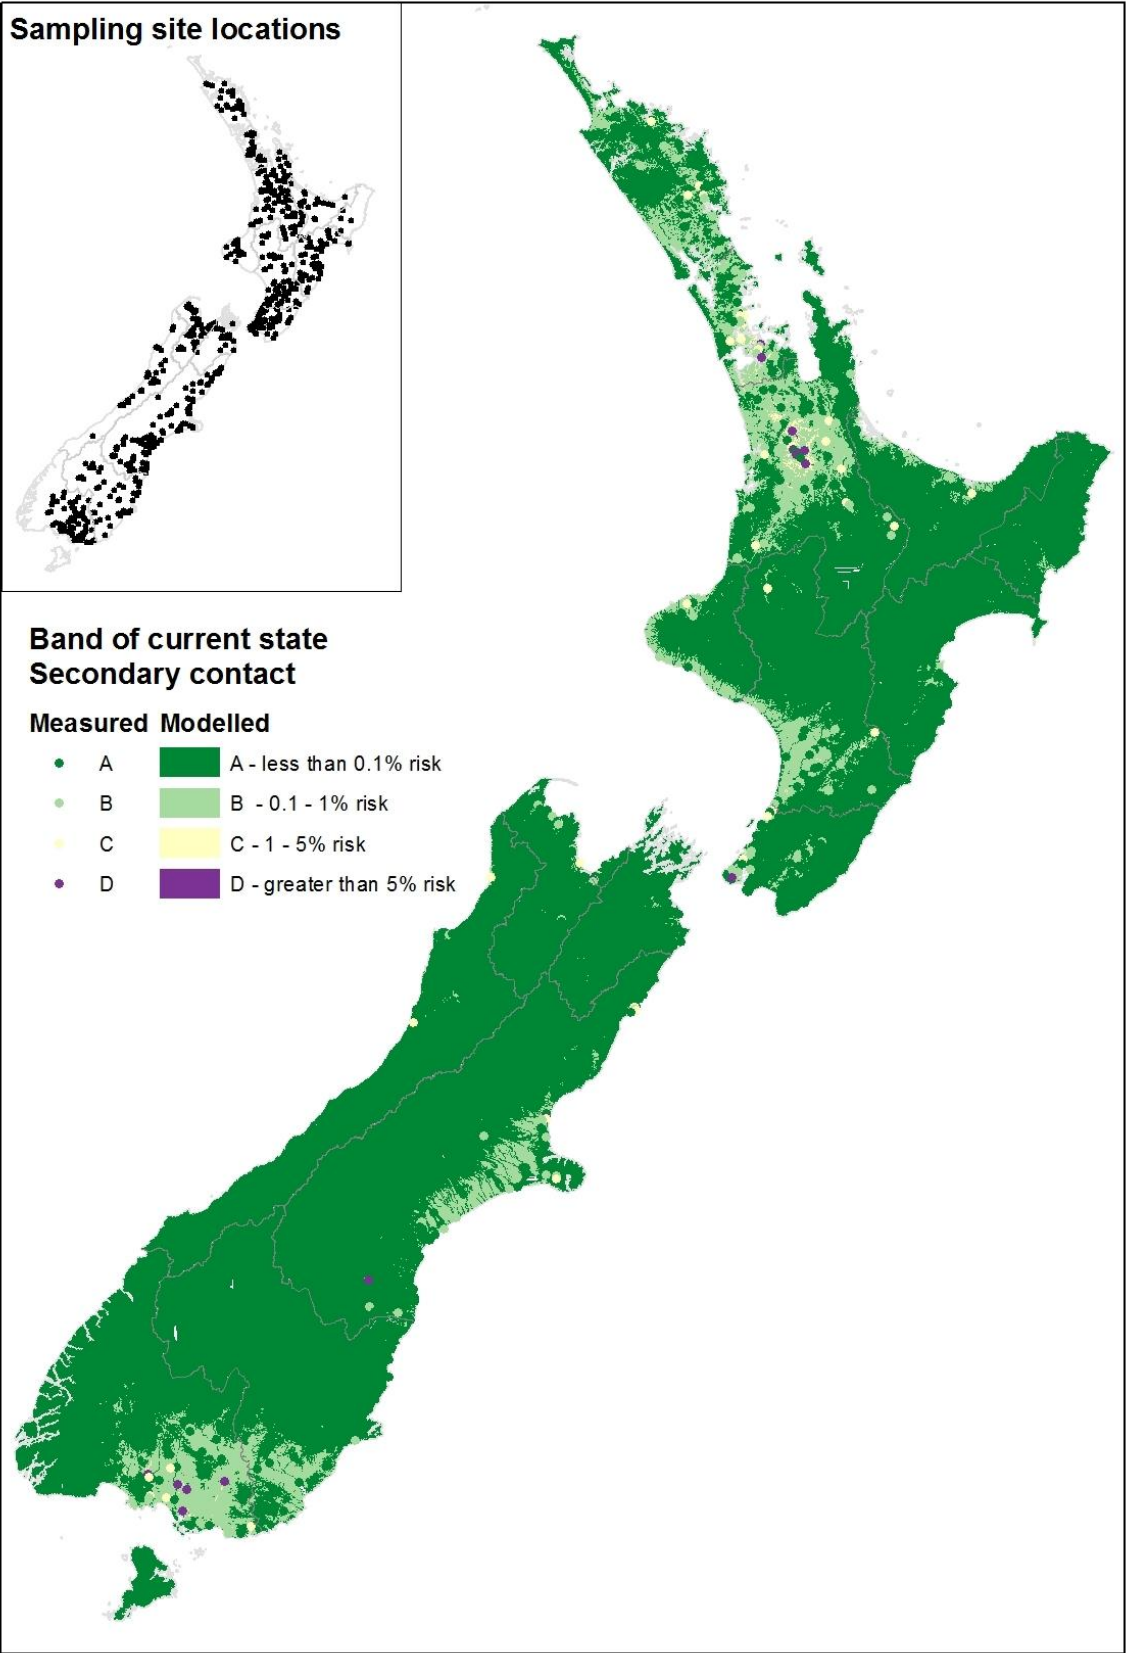 Sampling site locations
Band of current state
Secondary contact
Measured Modelled
A A - less than 0.1% risk
B B - 0.1 - 1% risk
C C - 1 - 5% risk
D D - greater than 5% risk